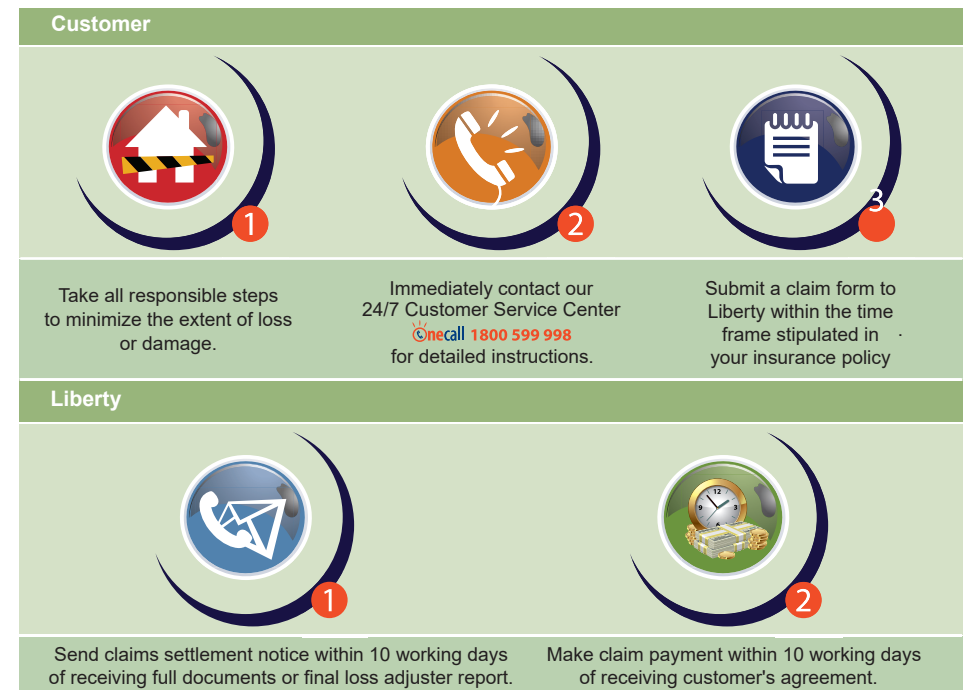 Customer
1
2
3
Take all responsible steps
to minimize the extent of loss
or damage.
Immediately contact our
24/7 Customer Service Center
Onecall 1800 599 998
for detailed instructions.
Submit a claim form to
Liberty within the time
frame stipulated in .
your insurance policy
Liberty
1
12
9 3
6
2
Send claims settlement notice within 10 working days
of receiving full documents or final loss adjuster report.
Make claim payment within 10 working days
of receiving customer's agreement.